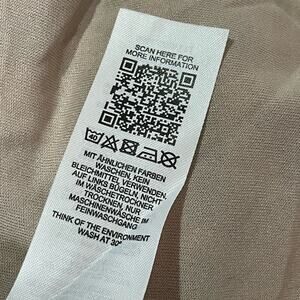 SCAN HERE FOR
MORE INFORMATION
40
MIT ÄHNLICHEN FARBEN
WASCHEN, KEIN
BLEICHMITTEL VERWENDEN,
AUF LINKS BÜGELN, NICHT
IM WÄSCHETROCKNER
TROCKNEN, NUR
MASCHINENWÄSCHE IM
FEINWASCHGANG
THINK OF THE ENVIRONMENT
WASH AT 30°